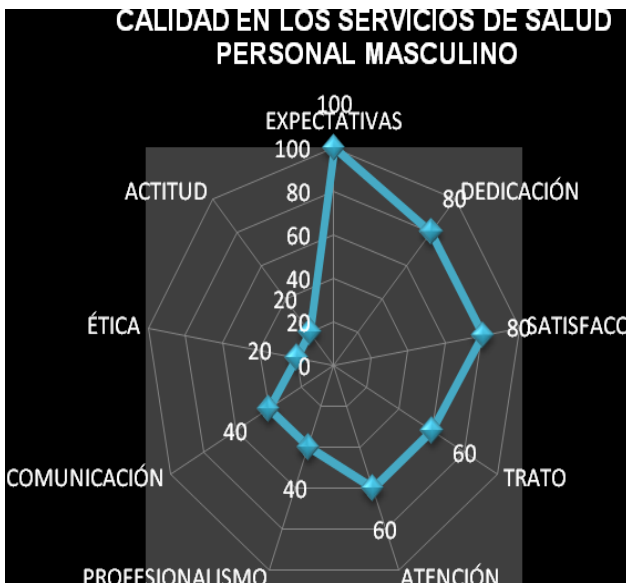 CALIDAD EN LOS SERVICIOS DE SALUD
PERSONAL MASCULINO
100
EXPECTATIVAS
100
ACTITUD
80
80
DEDICACIÓN
60
40
20
20
ÉTICA
20
0
80
SATISFACC
40
60
COMUNICACIÓN
TRATO
40
60
PROFESIONALISMO
ATENCIÓN